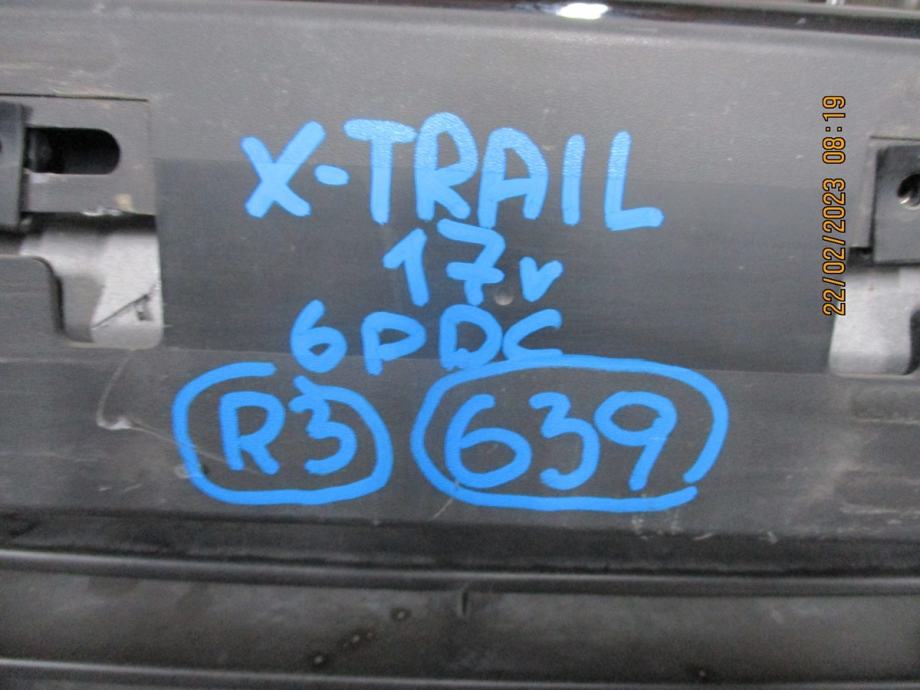 X-TRAIL
17v
6PDC
R3 639
22/02/2023 08:19